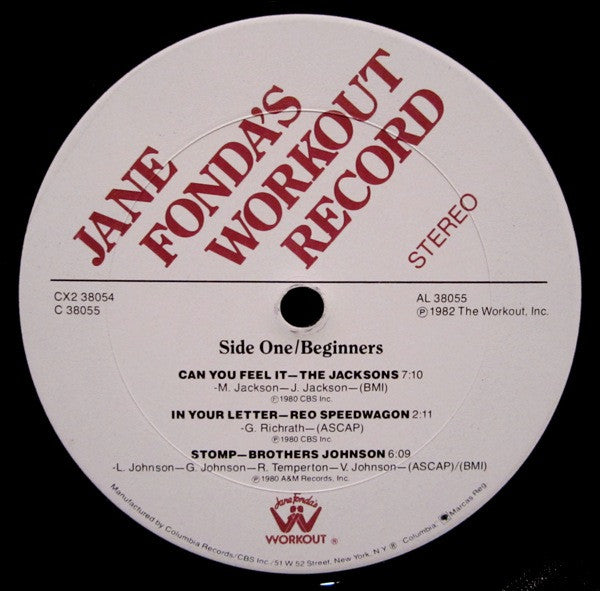 JANE
FONDA'S
WORKOUT
RECORD
STEREO
CX2 38054
C 38055
AL 38055
Ⓟ 1982 The Workout, Inc.
Side One/Beginners
CAN YOU FEEL IT—THE JACKSONS 7:10
-M. Jackson—J. Jackson—(BMI)
Ⓟ1980 CBS Inc.
IN YOUR LETTER—REO SPEEDWAGON 2:11
-G. Richrath—(ASCAP)
Ⓟ1980 CBS Inc.
STOMP—BROTHERS JOHNSON 6:09
-L. Johnson—G. Johnson—R. Temperton—V. Johnson—(ASCAP)/(BMI)
Ⓟ1980 A&M Records, Inc.
Jane Fonda's
WORKOUT ®
Manufactured by Columbia Records/CBS Inc./51 W 52 Street, New York, N.Y ® Columbia, Marcas Reg